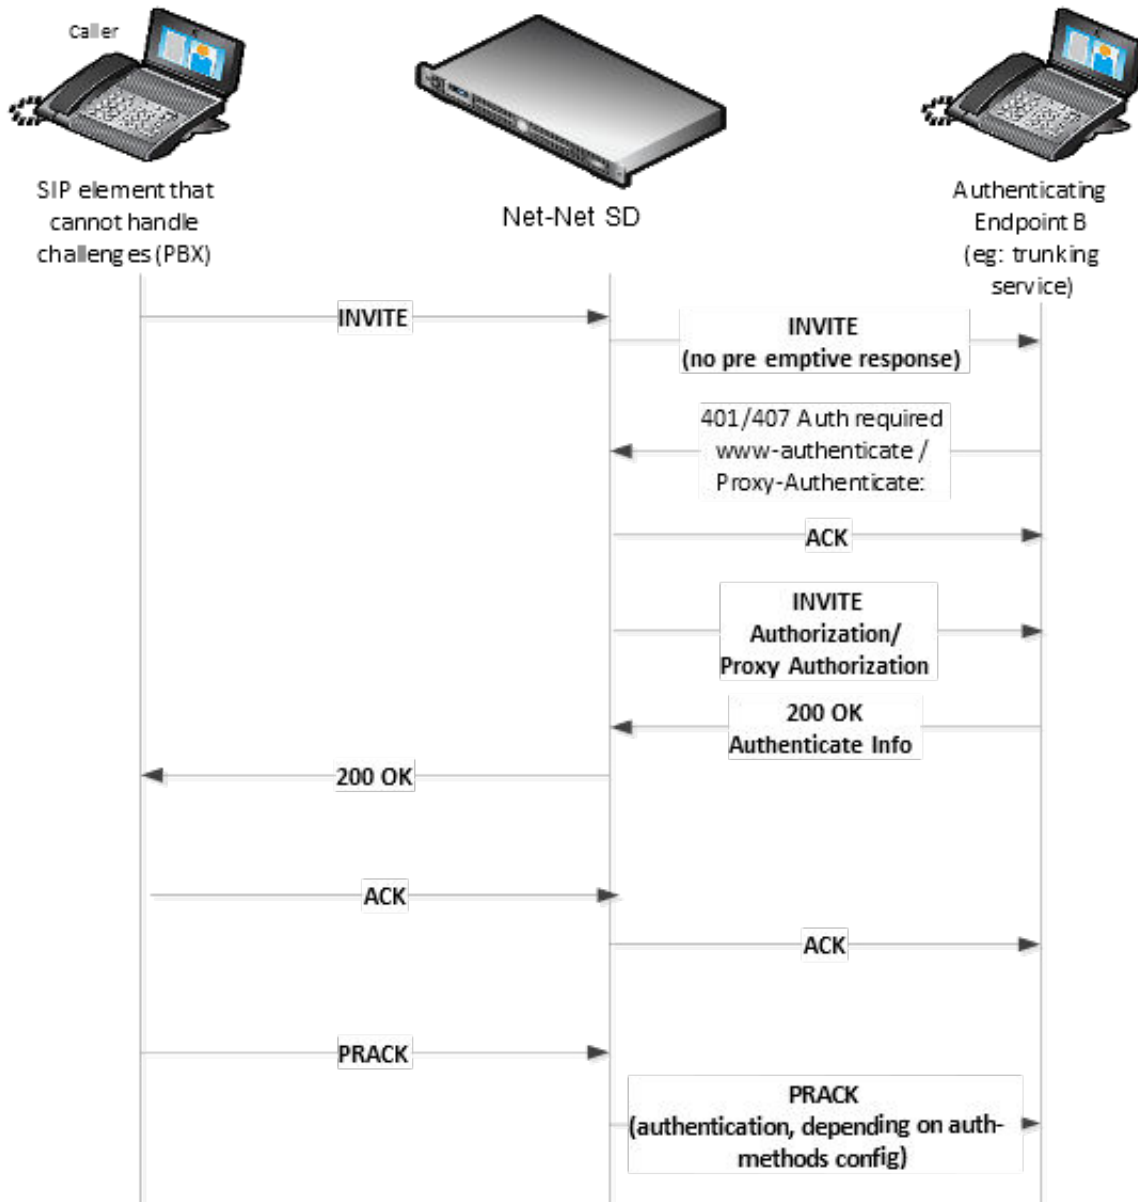 Caller
SIP element that
cannot handle
challenges (PBX)
Net-Net SD
Authenticating
Endpoint B
(eg: trunking
service)
INVITE
INVITE
(no pre emptive response)
401/407 Auth required
www-authenticate /
Proxy-Authenticate:
ACK
INVITE
Authorization/
Proxy Authorization
200 OK
Authenticate Info
200 OK
ACK
ACK
PRACK
PRACK
(authentication, depending on auth-
methods config)